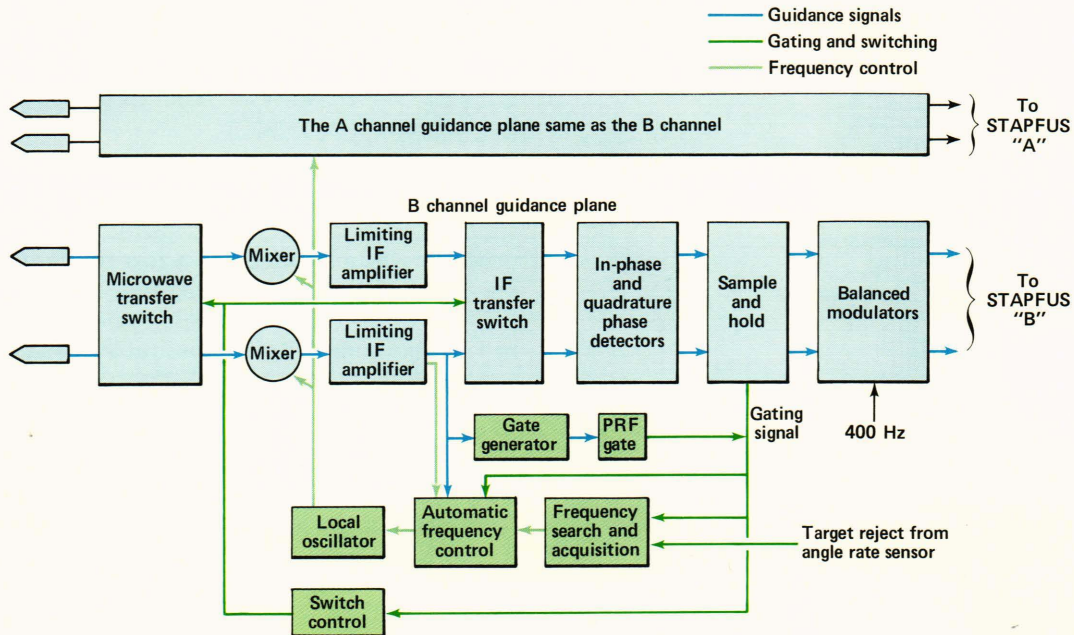 Guidance signals
Gating and switching
Frequency control
The A channel guidance plane same as the B channel
To
STAPFUS
"A"
B channel guidance plane
Microwave
transfer
switch
Mixer
Limiting
IF
amplifier
Mixer
Limiting
IF
amplifier
IF
transfer
switch
In-phase
and
quadrature
phase
detectors
Sample
and
hold
Balanced
modulators
To
STAPFUS
"B"
Gate
generator
PRF
gate
Gating
signal
400 Hz
Local
oscillator
Automatic
frequency
control
Frequency
search and
acquisition
Target reject from
angle rate sensor
Switch
control